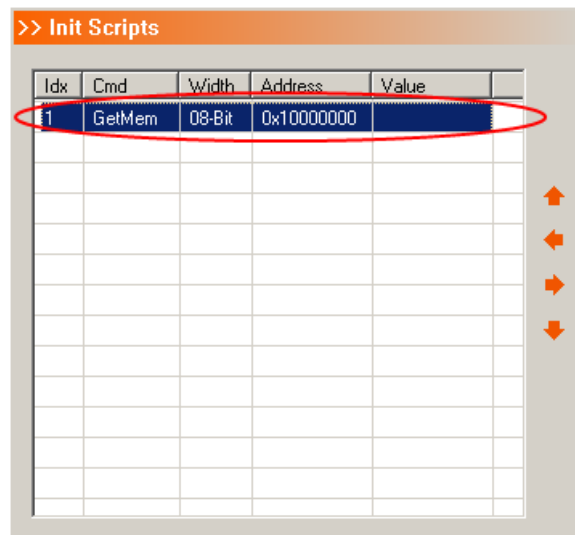 >> Init Scripts
Idx Cmd Width Address Value
1 GetMem 08-Bit 0x10000000